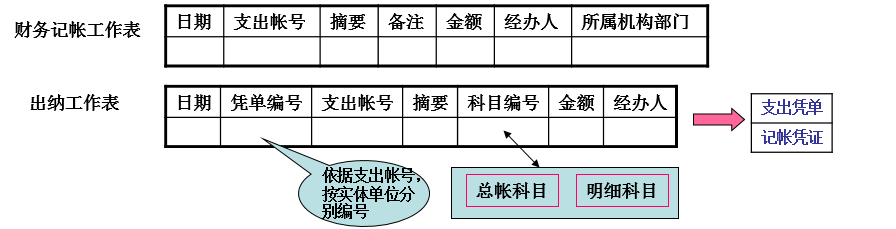 财务记帐工作表
日期 支出帐号 摘要 备注 金额 经办人 所属机构部门
出纳工作表
日期 凭单编号 支出帐号 摘要 科目编号 金额 经办人
支出凭单
记帐凭证
依据支出帐号，
按实体单位分
别编号
总帐科目 明细科目